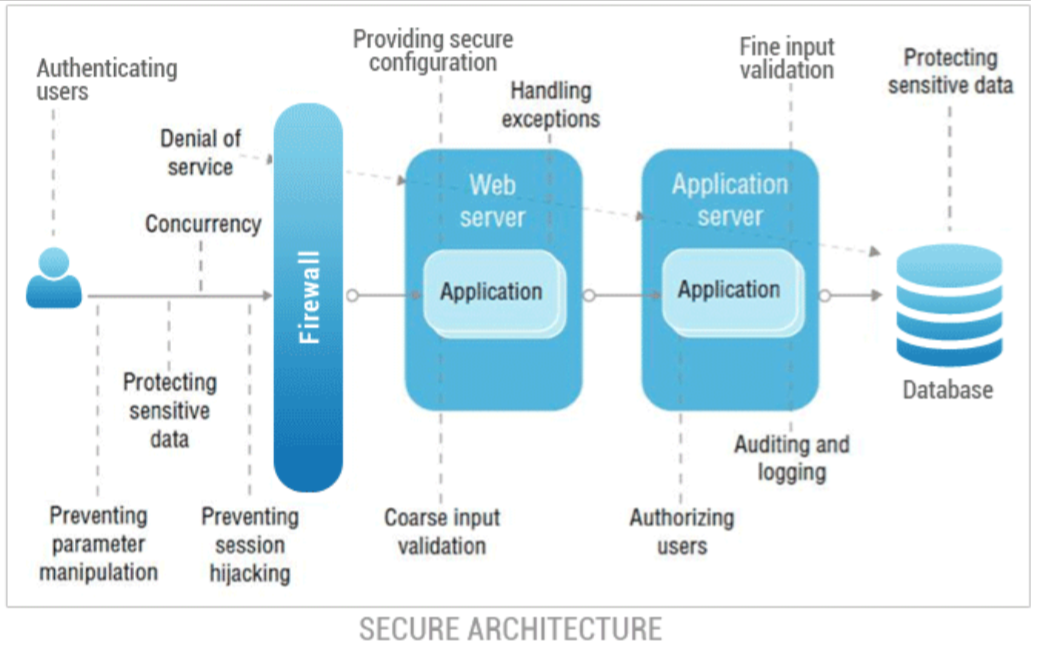 Authenticating
users
Denial of
service
Concurrency
Protecting
sensitive
data
Preventing
parameter
manipulation
Preventing
session
hijacking
Firewall
Providing secure
configuration
Handling
exceptions
Web
server
Application
Coarse input
validation
Fine input
validation
Application
server
Application
Authorizing
users
Auditing and
logging
Protecting
sensitive data
Database
SECURE ARCHITECTURE